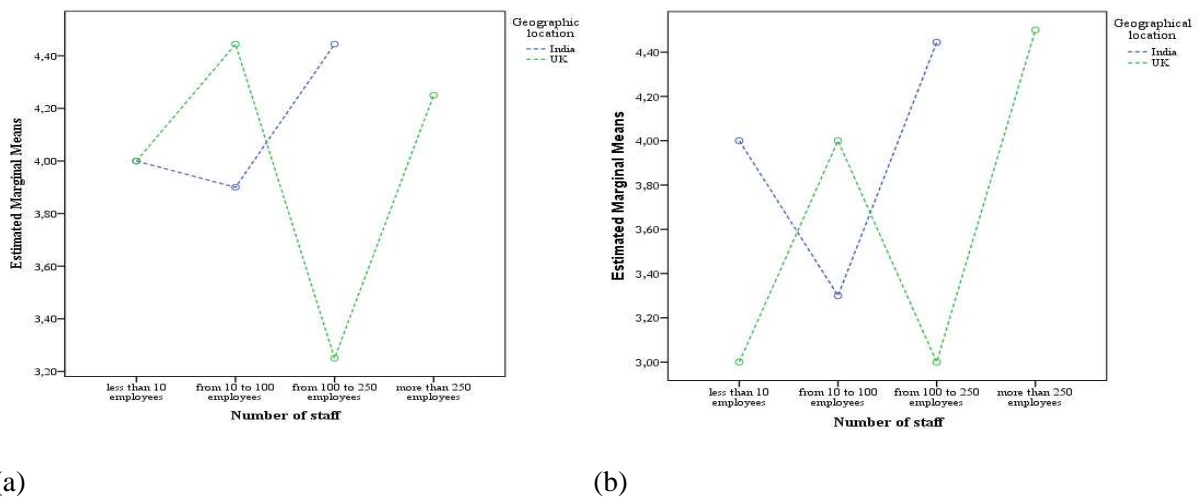 Geographic
location
India
UK
4,40
4,20
4,00
3,80
3,60
3,40
3,20
Estimated Marginal Means
less than 10
employees
from 10 to 100
employees
from 100 to 250
employees
more than 250
employees
Number of staff
(a)
Geographical
location
India
UK
4,40
4,20
4,00
3,80
3,60
3,40
3,20
3,00
Estimated Marginal Means
less than 10
employees
from 10 to 100
employees
from 100 to 250
employees
more than 250
employees
Number of staff
(b)